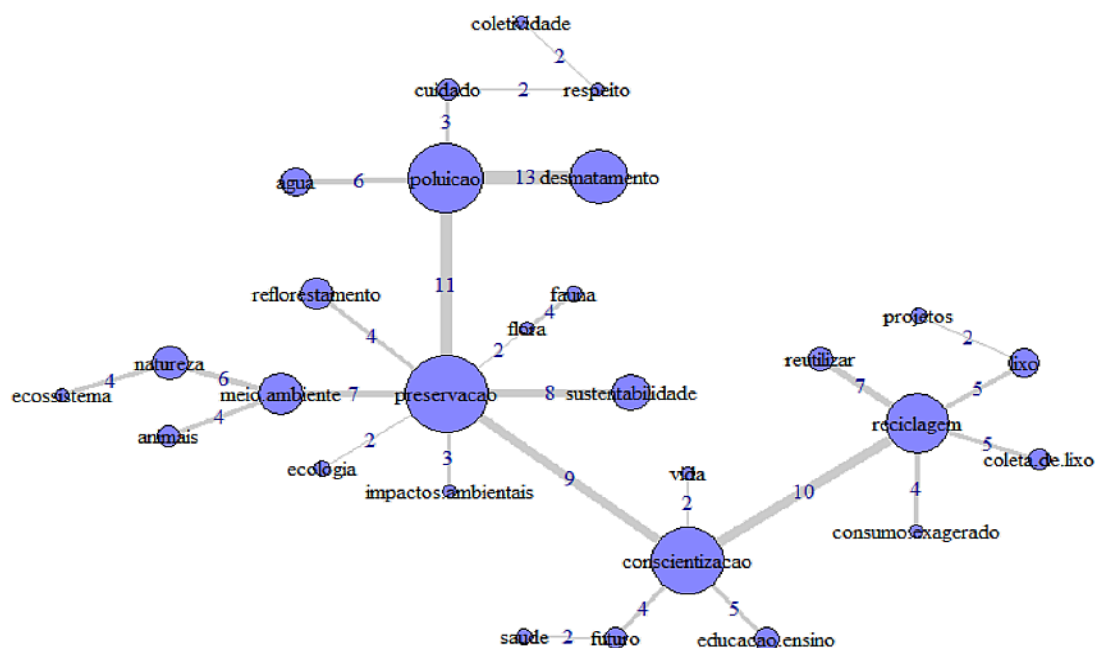 coletividade
2
cuidado
2
respeito
3
agua
6
poluicao
13
desmatamento
11
reflorestamento
4
fauna
4
flora
2
projetos
2
natureza
reutilizar
lixo
ecossistema
4
6
meio.ambiente
7
preservacao
8
sustentabilidade
7
5
4
animais
reciclagem
2
ecologia
3
impactos.ambientais
9
vida
2
10
5
coleta.de.lixo
4
consumo.exagerado
conscientizacao
4
5
saude
2
futuro
educacao.ensino